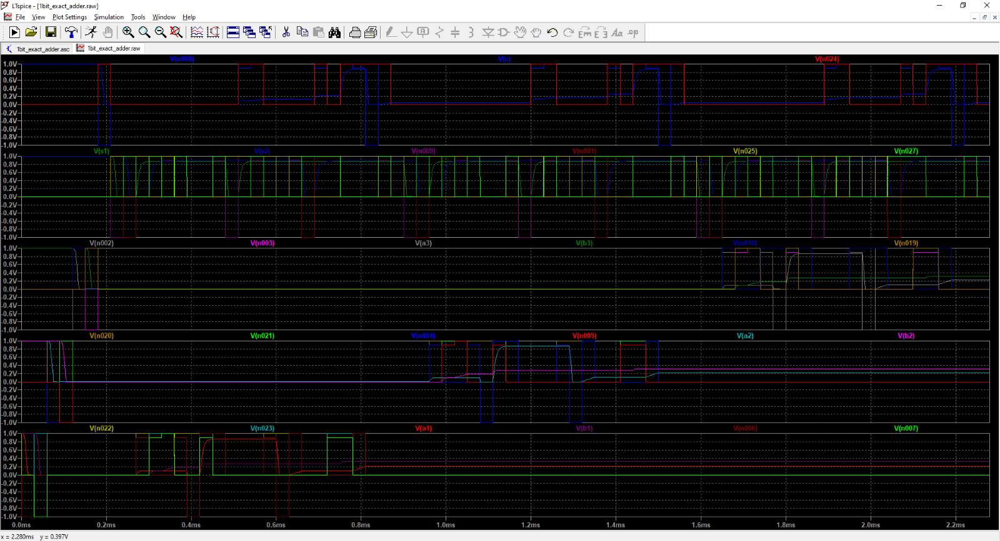 LTspice - [1bit_exact_adder.raw]
File View Plot Settings Simulation Tools Window Help
1bit_exact_adder.asc 1bit_exact_adder.raw
V(n008) V(c) V(n024)
1.0V
0.8V
0.6V
0.4V
0.2V
0.0V
-0.2V
-0.4V
-0.6V
-0.8V
-1.0V
V(s1) V(s2) V(n009) V(n001) V(n025) V(n027)
1.0V
0.8V
0.6V
0.4V
0.2V
0.0V
-0.2V
-0.4V
-0.6V
-0.8V
-1.0V
V(n002) V(n003) V(a3) V(b3) V(n018) V(n019)
1.0V
0.8V
0.6V
0.4V
0.2V
0.0V
-0.2V
-0.4V
-0.6V
-0.8V
-1.0V
V(n020) V(n021) V(n004) V(n005) V(a2) V(b2)
1.0V
0.8V
0.6V
0.4V
0.2V
0.0V
-0.2V
-0.4V
-0.6V
-0.8V
-1.0V
V(n022) V(n023) V(a1) V(b1) V(n006) V(n007)
1.0V
0.8V
0.6V
0.4V
0.2V
0.0V
-0.2V
-0.4V
-0.6V
-0.8V
-1.0V
0.0ms 0.2ms 0.4ms 0.6ms 0.8ms 1.0ms 1.2ms 1.4ms 1.6ms 1.8ms 2.0ms 2.2ms
x = 2.280ms y = 0.397V